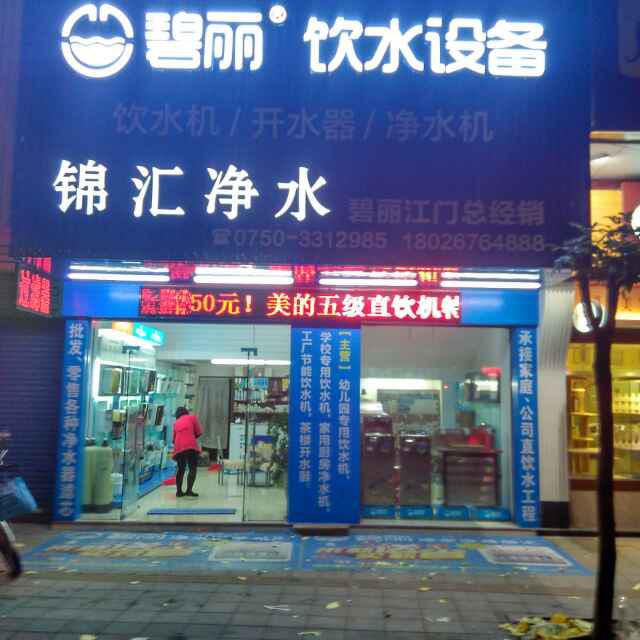 碧丽® 饮水设备
饮水机/开水器/净水机
锦汇净水
碧丽江门总经销
☎0750-3312985 18026764888
50元！美的五级直饮机
批发、零售各种净水器滤芯
【主营】
幼儿园专用饮水机、
学校专用饮水机、家用厨房净水机、
工厂节能饮水机、茶楼开水器、
承接家庭、公司直饮水工程